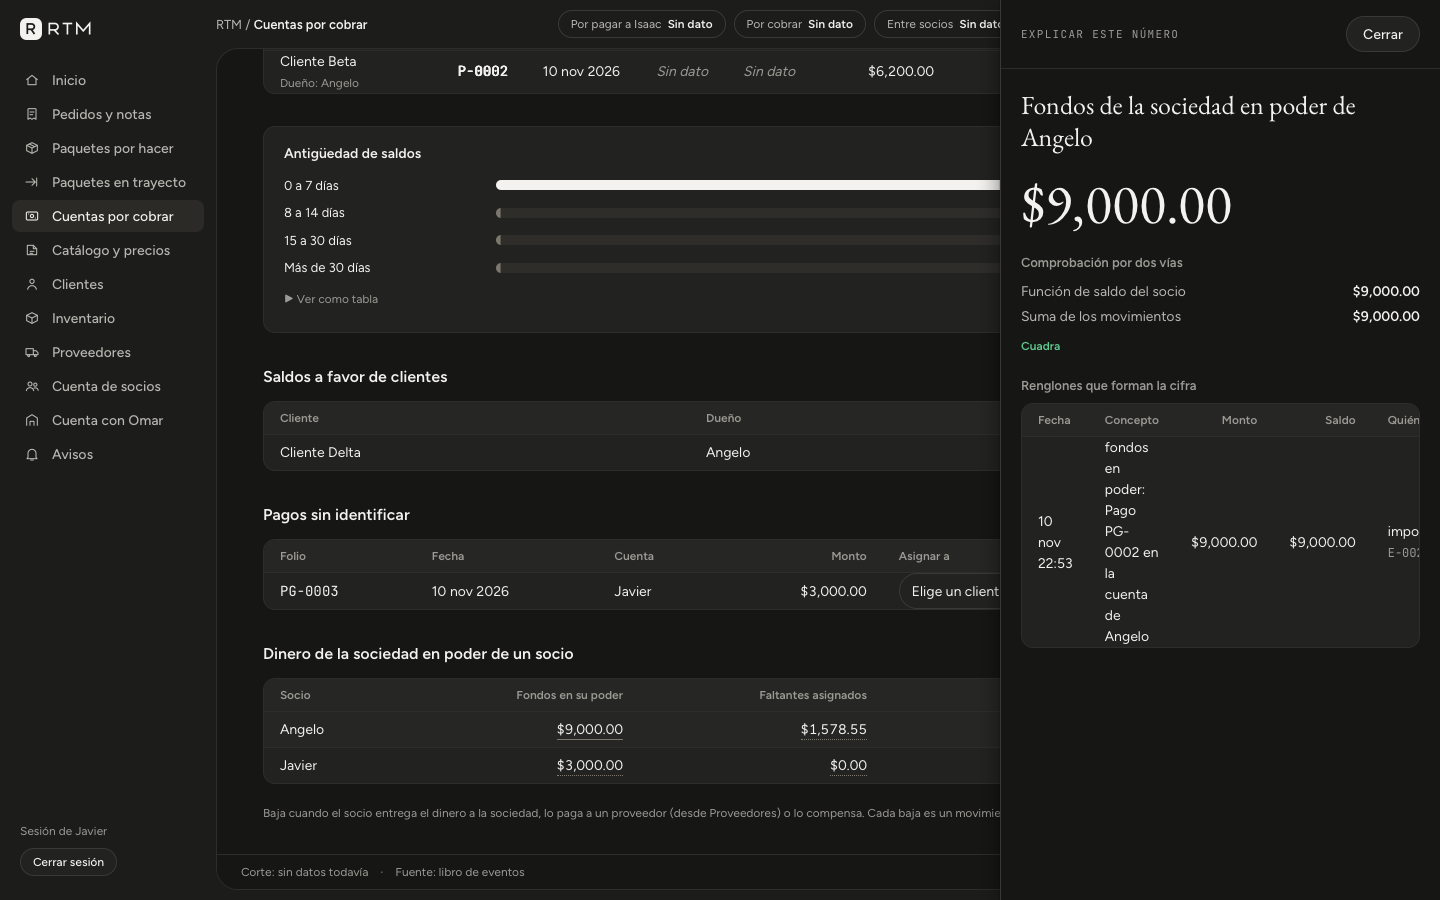 R RTM
Inicio
Pedidos y notas
Paquetes por hacer
Paquetes en trayecto
Cuentas por cobrar
Catálogo y precios
Clientes
Inventario
Proveedores
Cuenta de socios
Cuenta con Omar
Avisos
Sesión de Javier
Cerrar sesión
RTM / Cuentas por cobrar
Por pagar a Isaac Sin dato
Por cobrar Sin dato
Entre socios Sin dato
Cliente Beta
Dueño: Angelo
P-0002 10 nov 2026 Sin dato Sin dato $6,200.00
Antigüedad de saldos
0 a 7 días
8 a 14 días
15 a 30 días
Más de 30 días
▶ Ver como tabla
Saldos a favor de clientes
Cliente Dueño
Cliente Delta Angelo
Pagos sin identificar
Folio Fecha Cuenta Monto Asignar a
PG-0003 10 nov 2026 Javier $3,000.00 Elige un client
Dinero de la sociedad en poder de un socio
Socio Fondos en su poder Faltantes asignados
Angelo $9,000.00 $1,578.55
Javier $3,000.00 $0.00
Baja cuando el socio entrega el dinero a la sociedad, lo paga a un proveedor (desde Proveedores) o lo compensa. Cada baja es un movimie
Corte: sin datos todavía · Fuente: libro de eventos
EXPLICAR ESTE NÚMERO
Cerrar
Fondos de la sociedad en poder de
Angelo
$9,000.00
Comprobación por dos vías
Función de saldo del socio $9,000.00
Suma de los movimientos $9,000.00
Cuadra
Renglones que forman la cifra
Fecha Concepto Monto Saldo Quién
10
nov
22:53
fondos
en
poder:
Pago
PG-
0002 en
la
cuenta
de
Angelo
$9,000.00 $9,000.00
impo
E-002